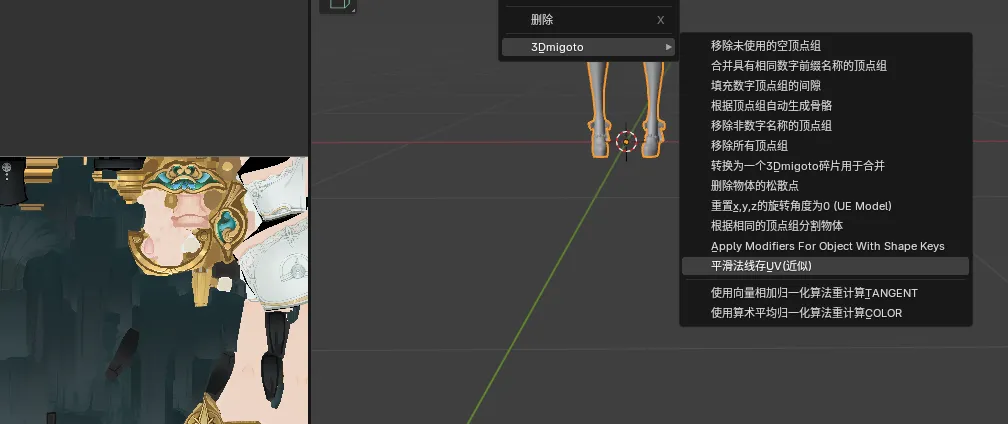 删除 X
3Dmigoto
移除未使用的空顶点组
合并具有相同数字前缀名称的顶点组
填充数字顶点组的间隙
根据顶点组自动生成骨骼
移除非数字名称的顶点组
移除所有顶点组
转换为一个3Dmigoto碎片用于合并
删除物体的松散点
重置x,y,z的旋转角度为0 (UE Model)
根据相同的顶点组分割物体
Apply Modifiers For Object With Shape Keys
平滑法线存UV(近似)
使用向量相加归一化算法重计算TANGENT
使用算术平均归一化算法重计算COLOR